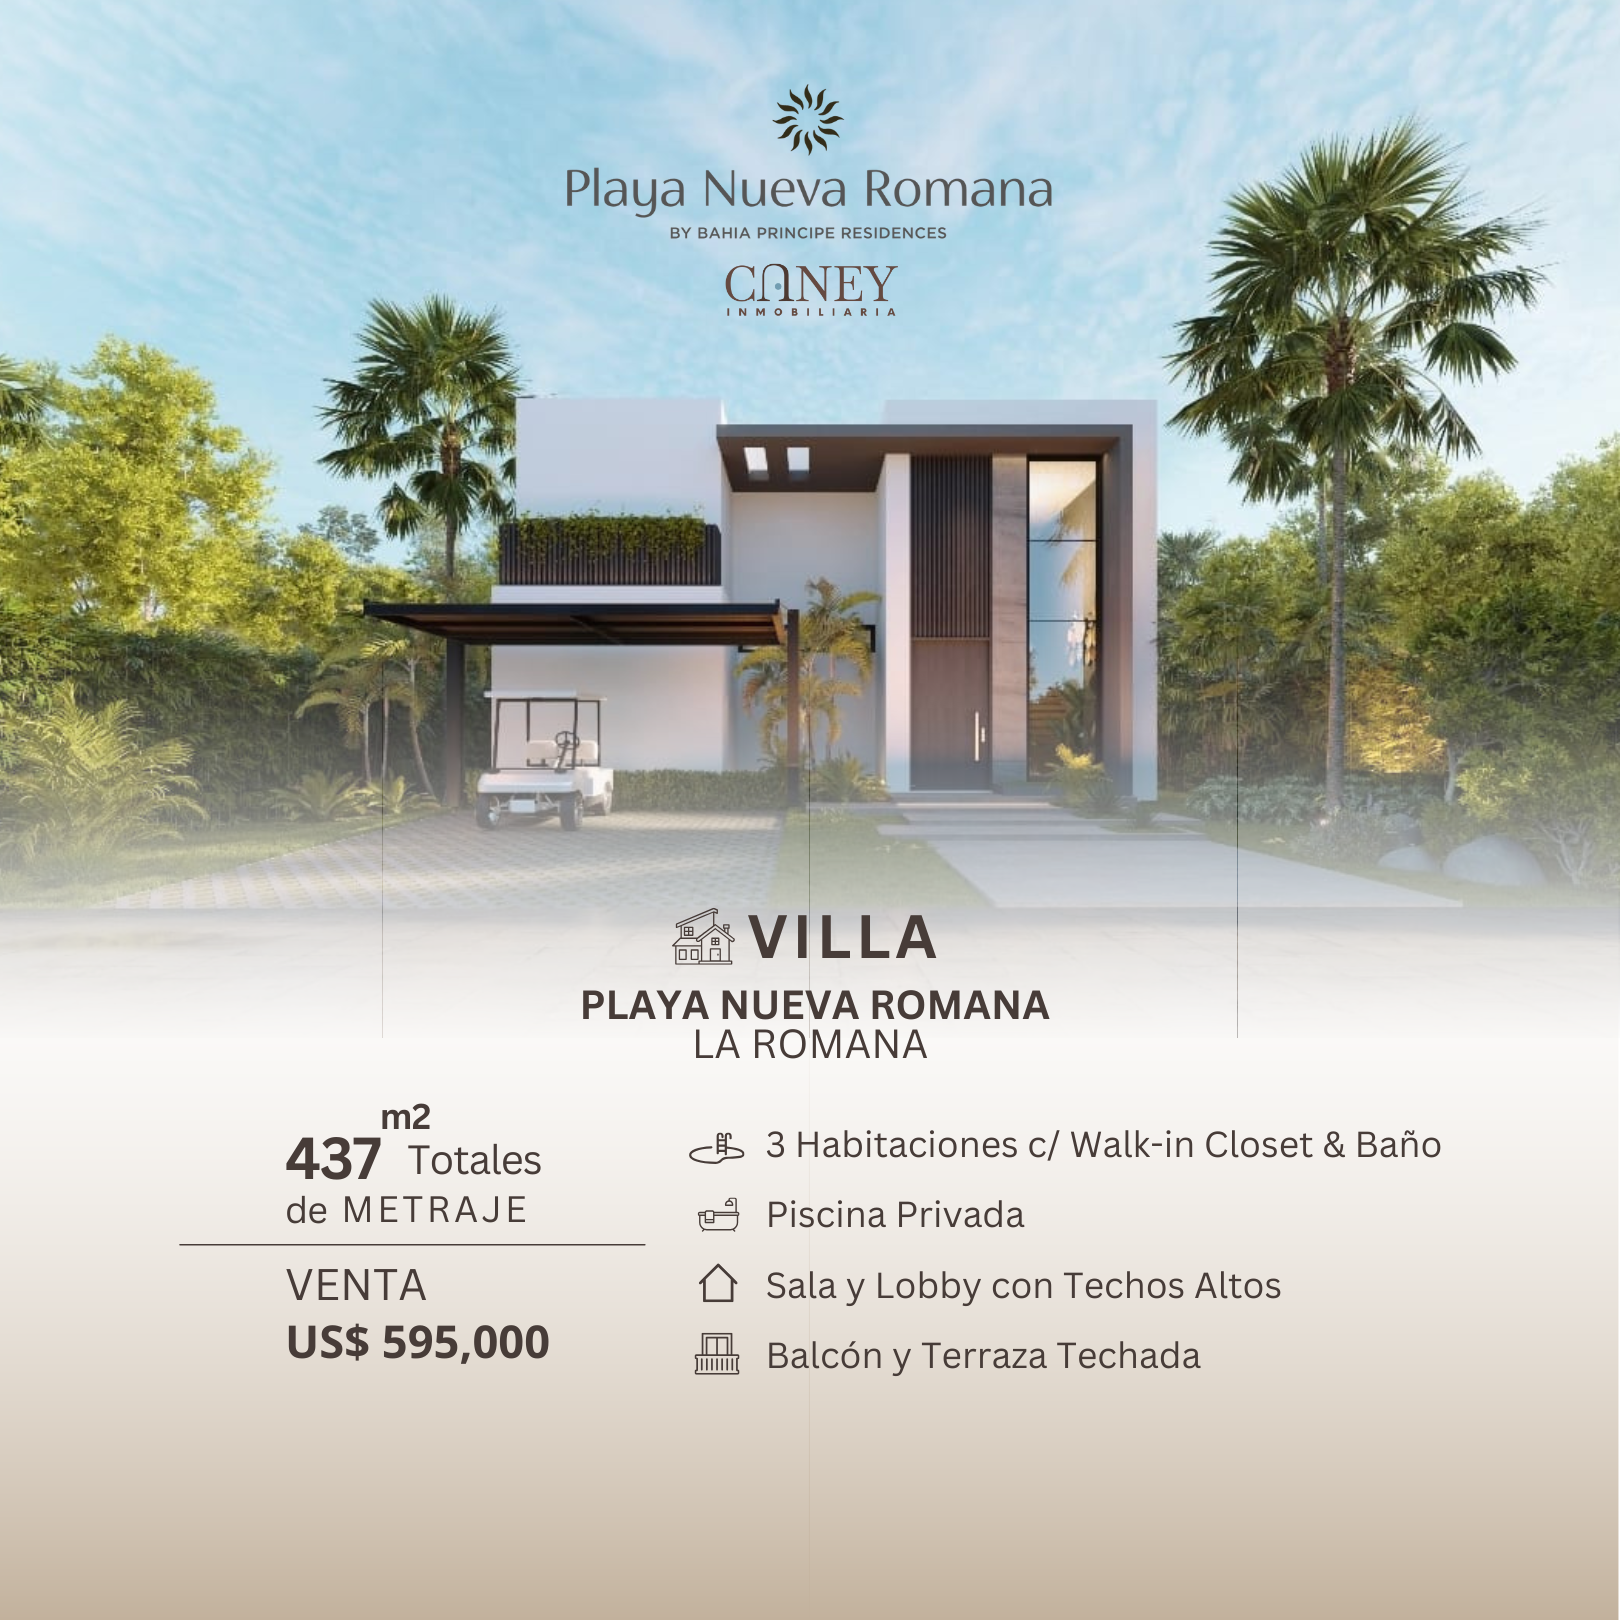 Playa Nueva Romana
BY BAHIA PRINCIPE RESIDENCES
CANEY
INMOBILIARIA
VILLA
PLAYA NUEVA ROMANA
LA ROMANA
m2
437 Totales
de METRAJE
VENTA
US$ 595,000
3 Habitaciones c/ Walk-in Closet & Baño
Piscina Privada
Sala y Lobby con Techos Altos
Balcón y Terraza Techada